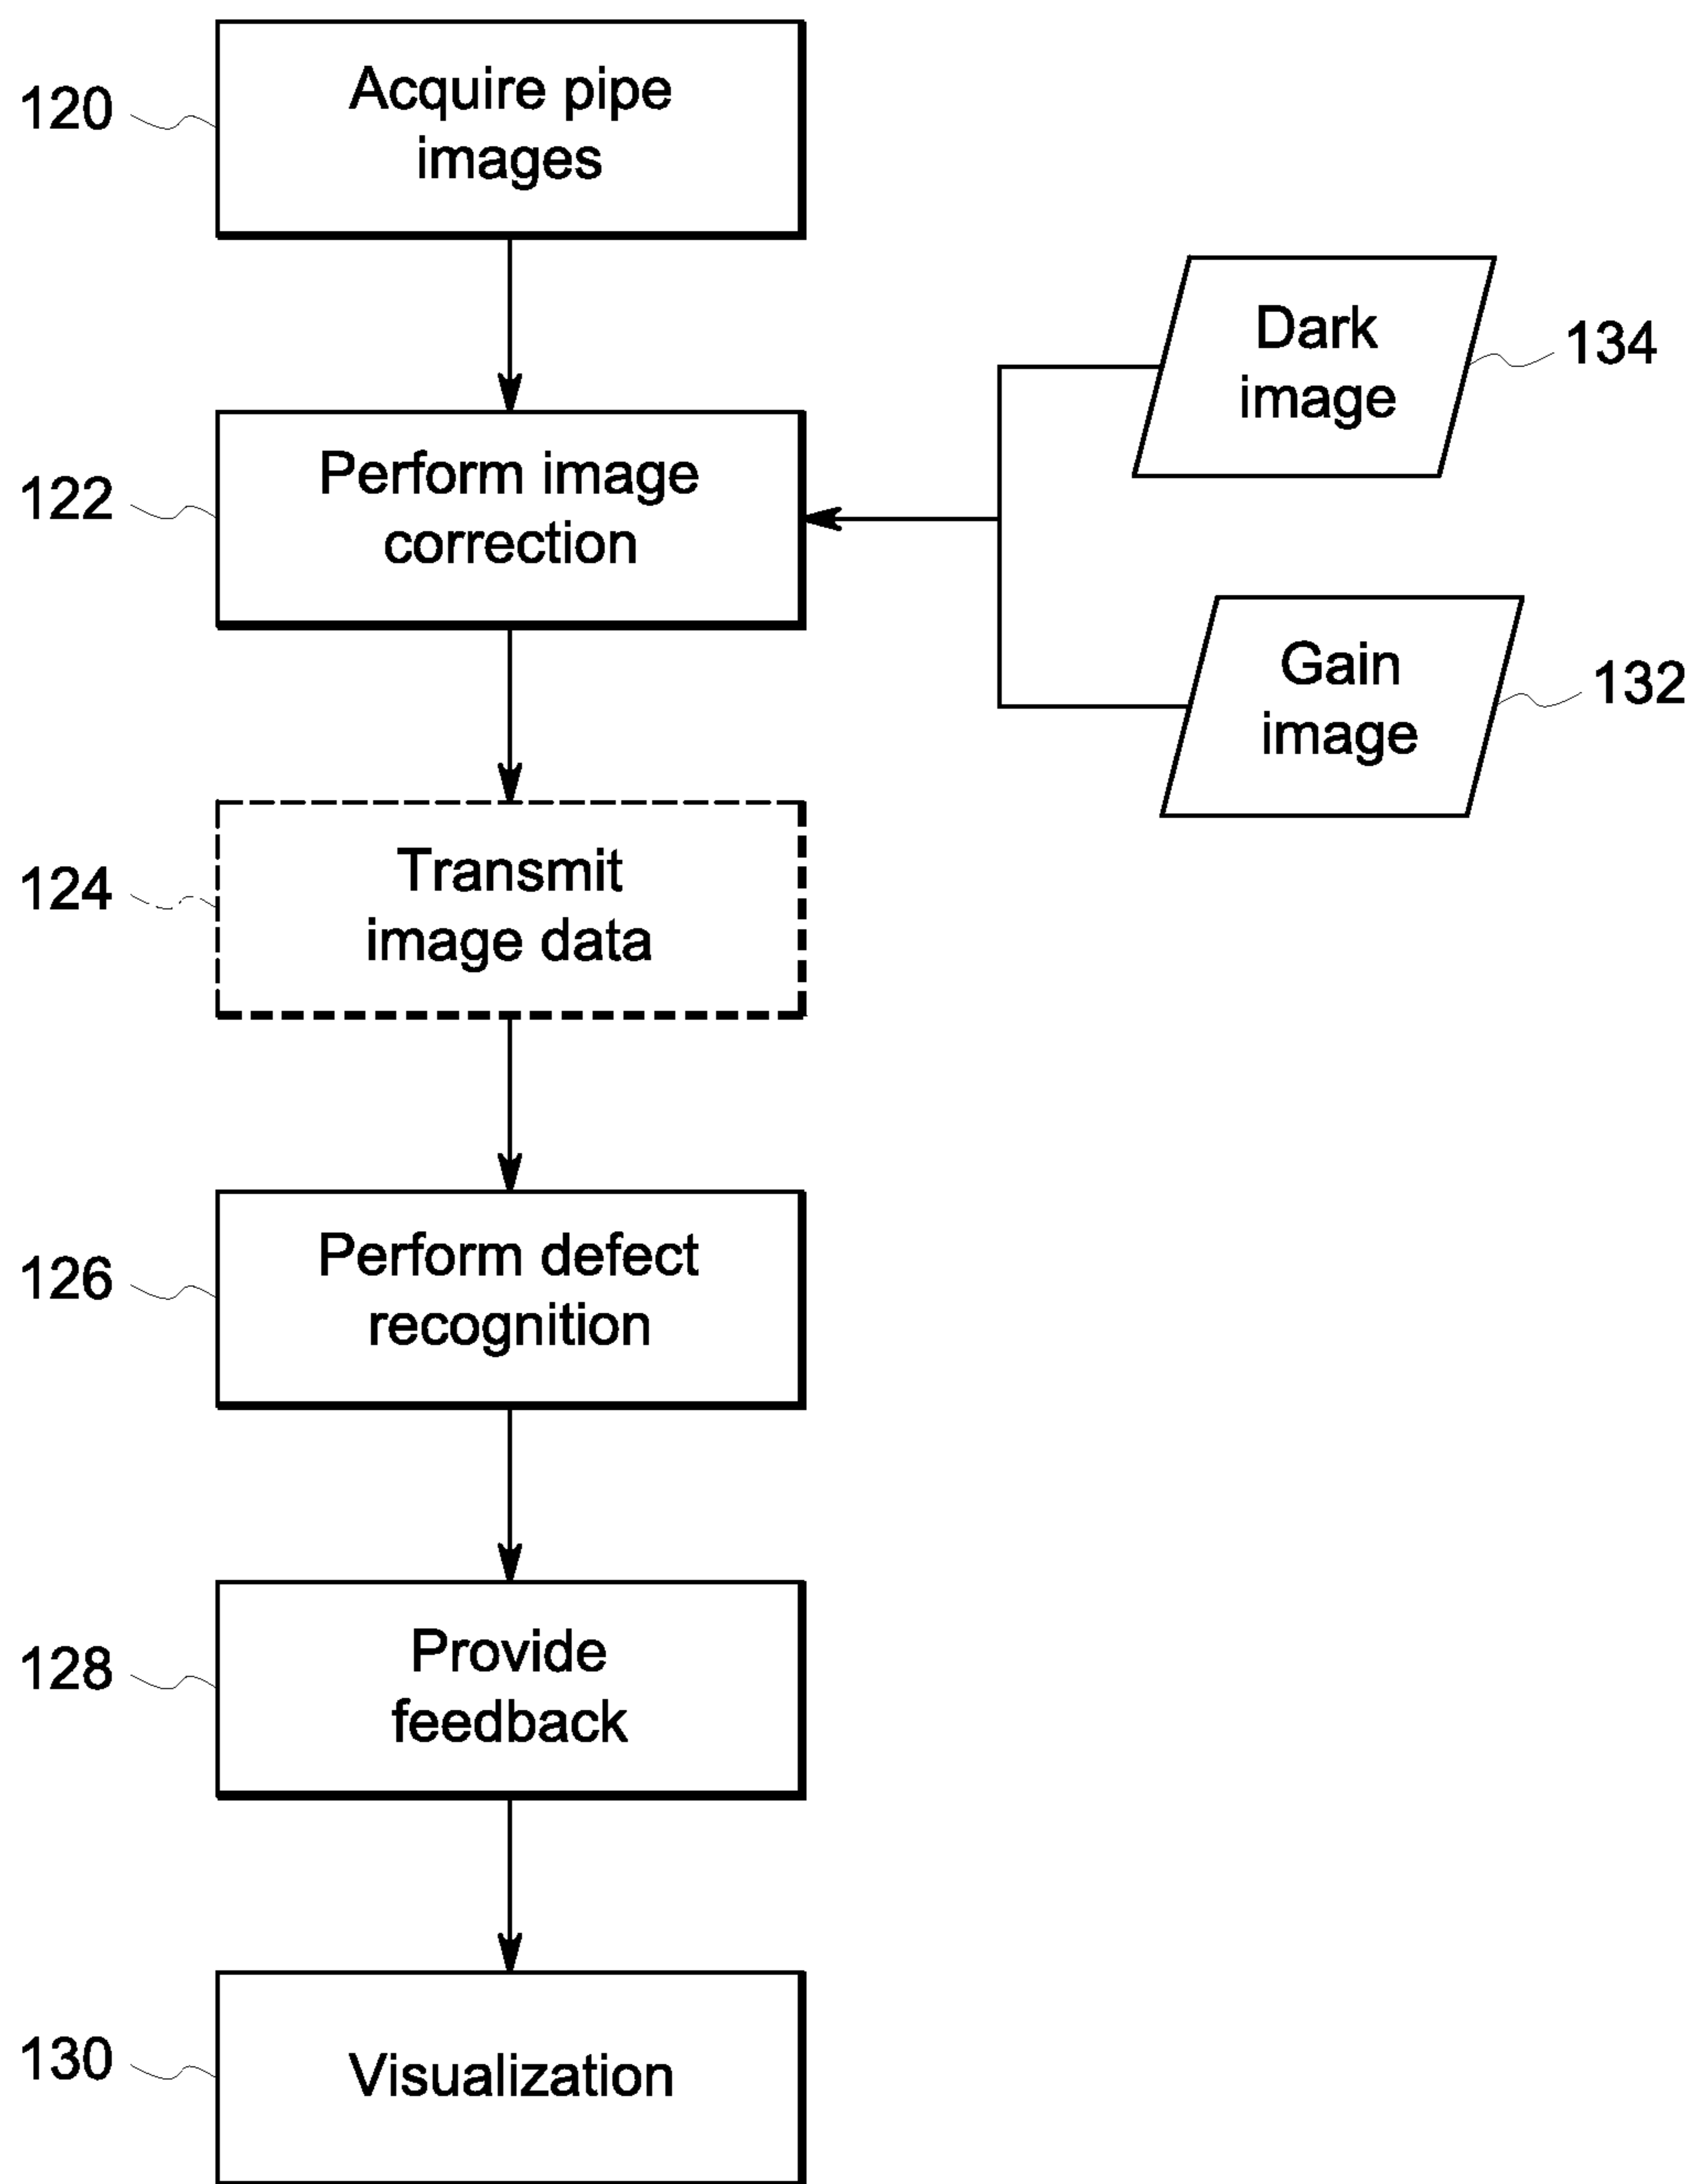 120
Acquire pipe
images
122
Perform image
correction
Dark
image
134
Gain
image
132
124
Transmit
image data
126
Perform defect
recognition
128
Provide
feedback
130
Visualization